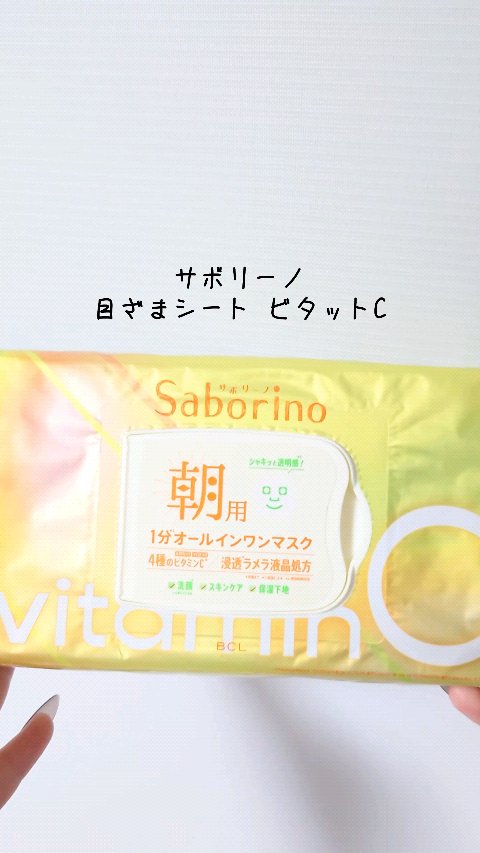 サボリーノ
目ざまシート ビタットC
サボリーノ
Saborino
シャキッと透明感!
朝用
1分オールインワンマスク
4種のビタミンC 浸透ラメラ液晶処方
洗顔 スキンケア 保湿下地
vitaminC
BCL